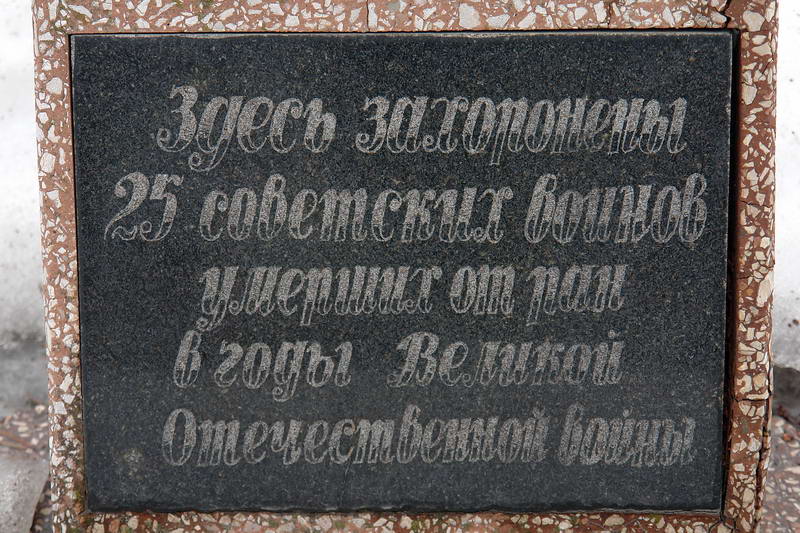 Здесь захоронены
25 советских воинов
умерших от ран
в годы Великой
Отечественной войны